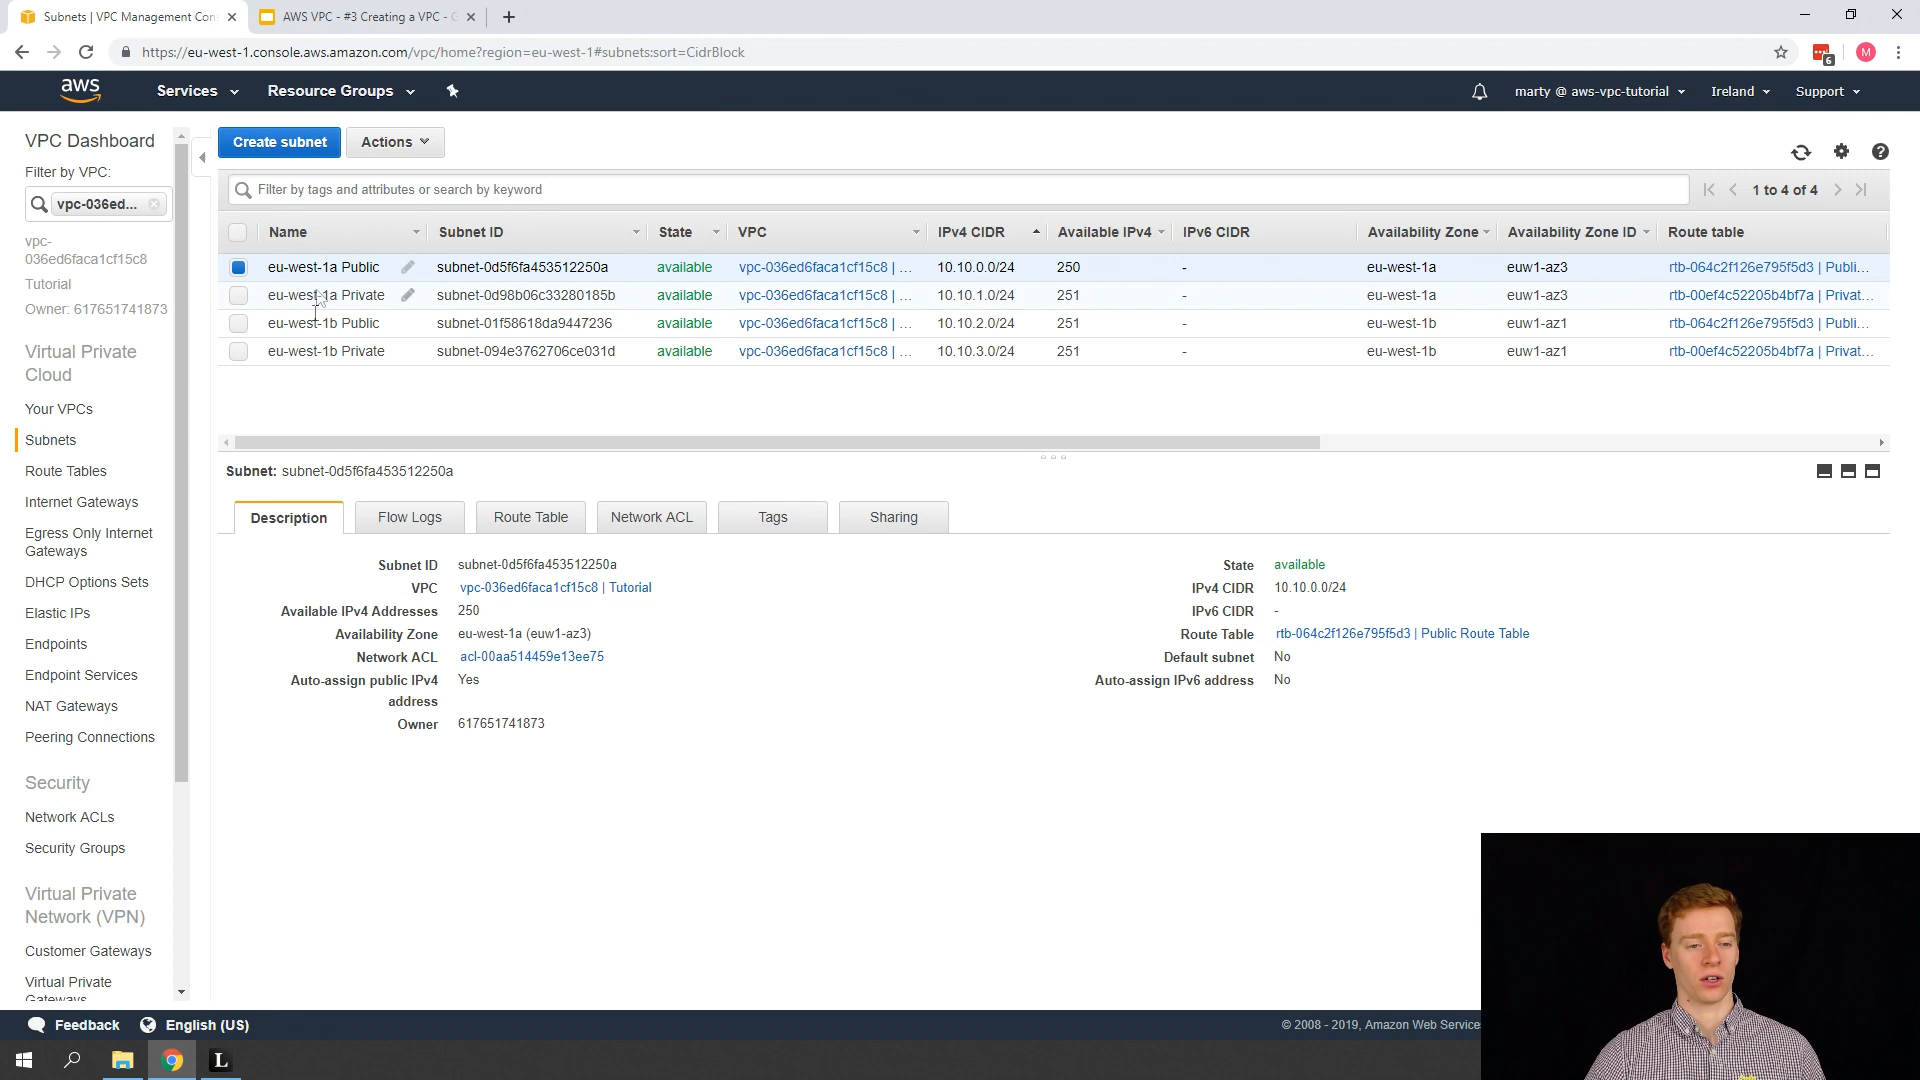 Subnets | VPC Management Con
AWS VPC - #3 Creating a VPC - G
https://eu-west-1.console.aws.amazon.com/vpc/home?region=eu-west-1#subnets:sort=CidrBlock
6
M
aws
Services
Resource Groups
marty @ aws-vpc-tutorial
Ireland
Support
VPC Dashboard
Filter by VPC:
vpc-036ed...
vpc-
036ed6faca1cf15c8
Tutorial
Owner: 617651741873
Virtual Private
Cloud
Your VPCs
Subnets
Route Tables
Internet Gateways
Egress Only Internet
Gateways
DHCP Options Sets
Elastic IPs
Endpoints
Endpoint Services
NAT Gateways
Peering Connections
Security
Network ACLs
Security Groups
Virtual Private
Network (VPN)
Customer Gateways
Virtual Private
Gateways
Create subnet
Actions
Filter by tags and attributes or search by keyword
1 to 4 of 4
Name Subnet ID State VPC IPv4 CIDR Available IPv4 IPv6 CIDR Availability Zone Availability Zone ID Route table
eu-west-1a Public subnet-0d5f6fa453512250a available vpc-036ed6faca1cf15c8 | ... 10.10.0.0/24 250 - eu-west-1a euw1-az3 rtb-064c2f126e795f5d3 | Publi...
eu-west-1a Private subnet-0d98b06c33280185b available vpc-036ed6faca1cf15c8 | ... 10.10.1.0/24 251 - eu-west-1a euw1-az3 rtb-00ef4c52205b4bf7a | Privat...
eu-west-1b Public subnet-01f58618da9447236 available vpc-036ed6faca1cf15c8 | ... 10.10.2.0/24 251 - eu-west-1b euw1-az1 rtb-064c2f126e795f5d3 | Publi...
eu-west-1b Private subnet-094e3762706ce031d available vpc-036ed6faca1cf15c8 | ... 10.10.3.0/24 251 - eu-west-1b euw1-az1 rtb-00ef4c52205b4bf7a | Privat...
Subnet: subnet-0d5f6fa453512250a
Description
Flow Logs
Route Table
Network ACL
Tags
Sharing
Subnet ID subnet-0d5f6fa453512250a
VPC vpc-036ed6faca1cf15c8 | Tutorial
Available IPv4 Addresses 250
Availability Zone eu-west-1a (euw1-az3)
Network ACL acl-00aa514459e13ee75
Auto-assign public IPv4 Yes
address
Owner 617651741873
State available
IPv4 CIDR 10.10.0.0/24
IPv6 CIDR -
Route Table rtb-064c2f126e795f5d3 | Public Route Table
Default subnet No
Auto-assign IPv6 address No
Feedback
English (US)
© 2008 - 2019, Amazon Web Service
L